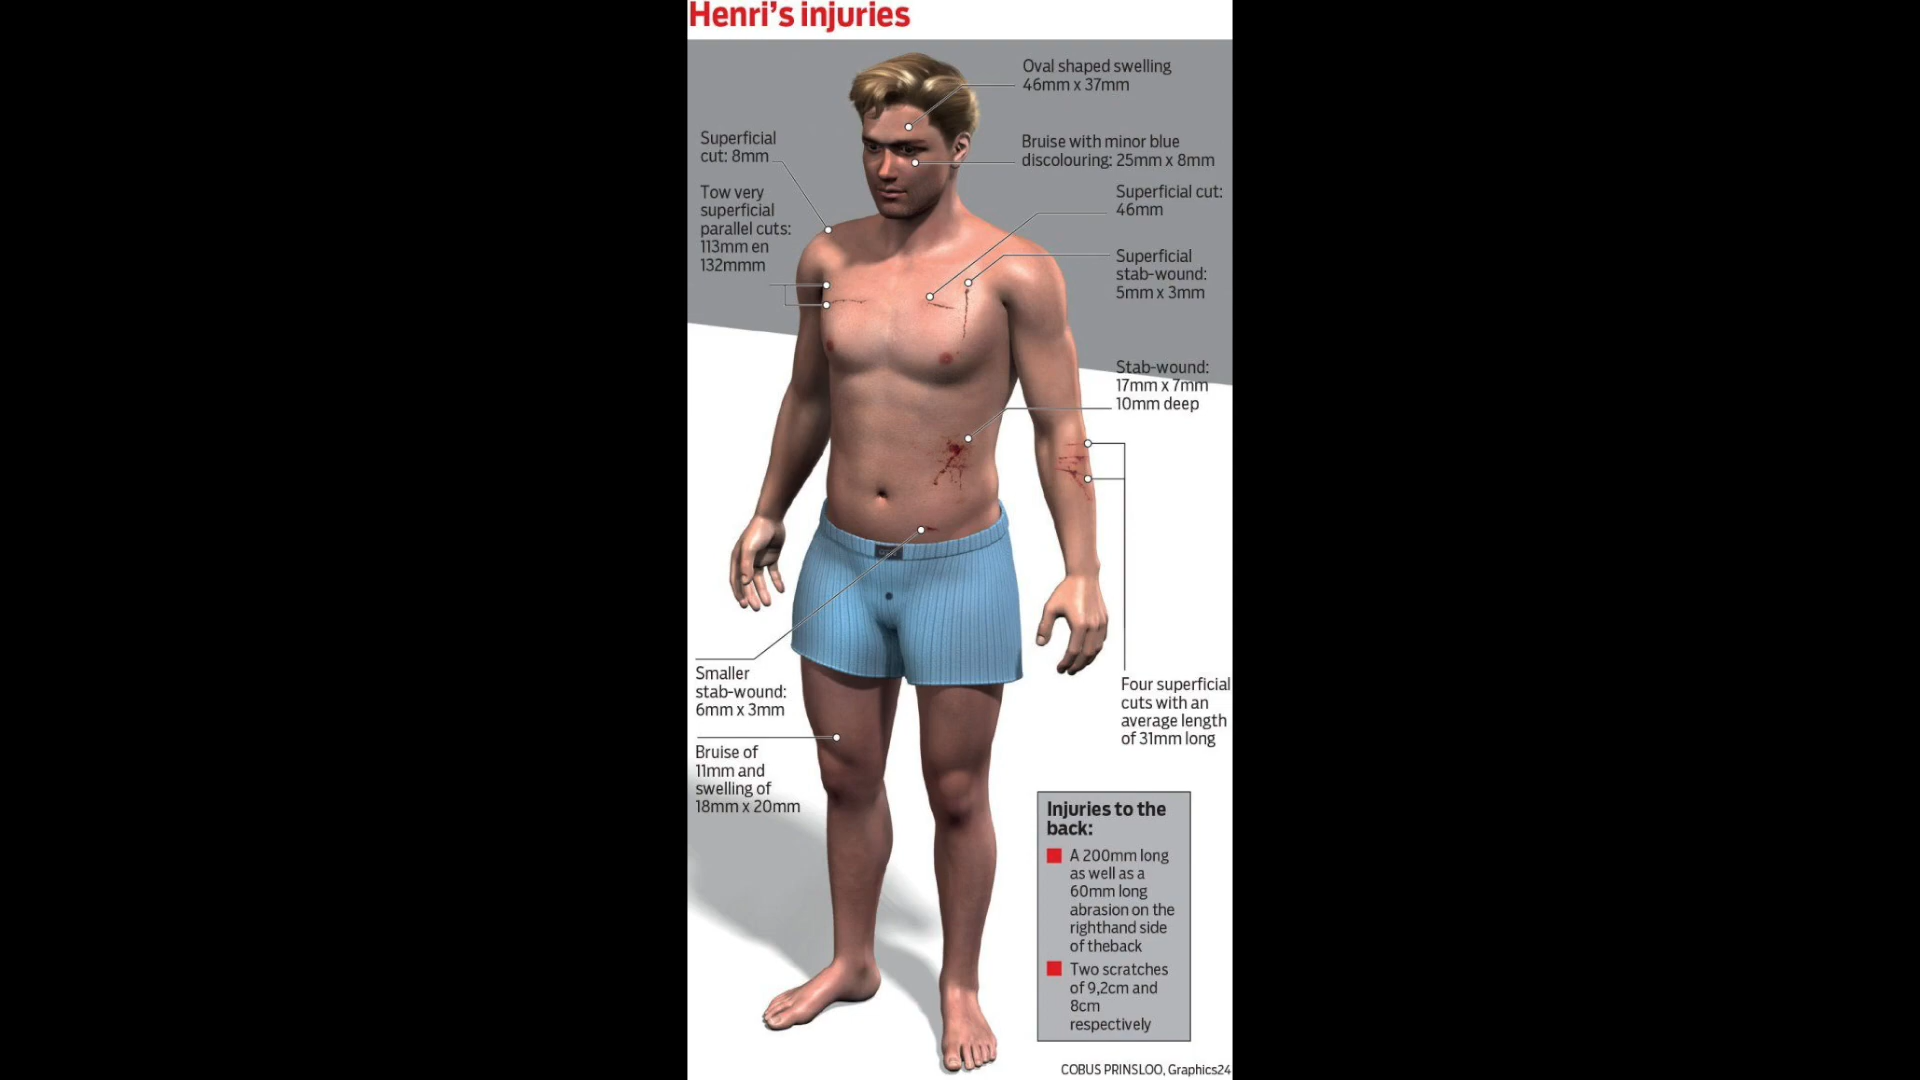 Henri's injuries
Oval shaped swelling
46mm x 37mm
Bruise with minor blue
discolouring: 25mm x 8mm
Superficial
cut: 8mm
Tow very
superficial
parallel cuts:
113mm en
132mmm
Superficial cut:
46mm
Superficial
stab-wound:
5mm x 3mm
Stab-wound:
17mm x 7mm
10mm deep
Smaller
stab-wound:
6mm x 3mm
Bruise of
11mm and
swelling of
18mm x 20mm
Four superficial
cuts with an
average length
of 31mm long
Injuries to the
back:
A 200mm long
as well as a
60mm long
abrasion on the
righthand side
of theback
Two scratches
of 9,2cm and
8cm
respectively
COBUS PRINSLOO, Graphics24